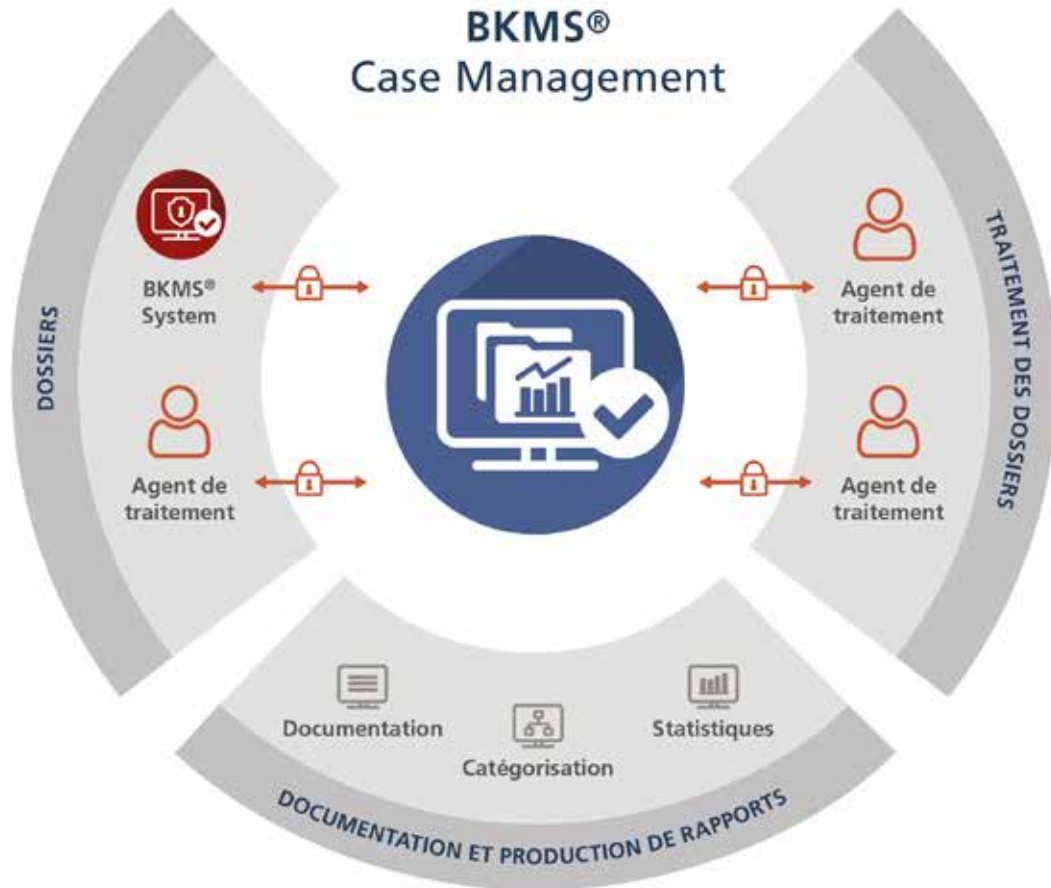 BKMS®
Case Management
DOSSIERS
BKMS®
System
Agent de
traitement
Agent de
traitement
Agent de
traitement
TRAITEMENT DES DOSSIERS
Documentation
Catégorisation
Statistiques
DOCUMENTATION ET PRODUCTION DE RAPPORTS